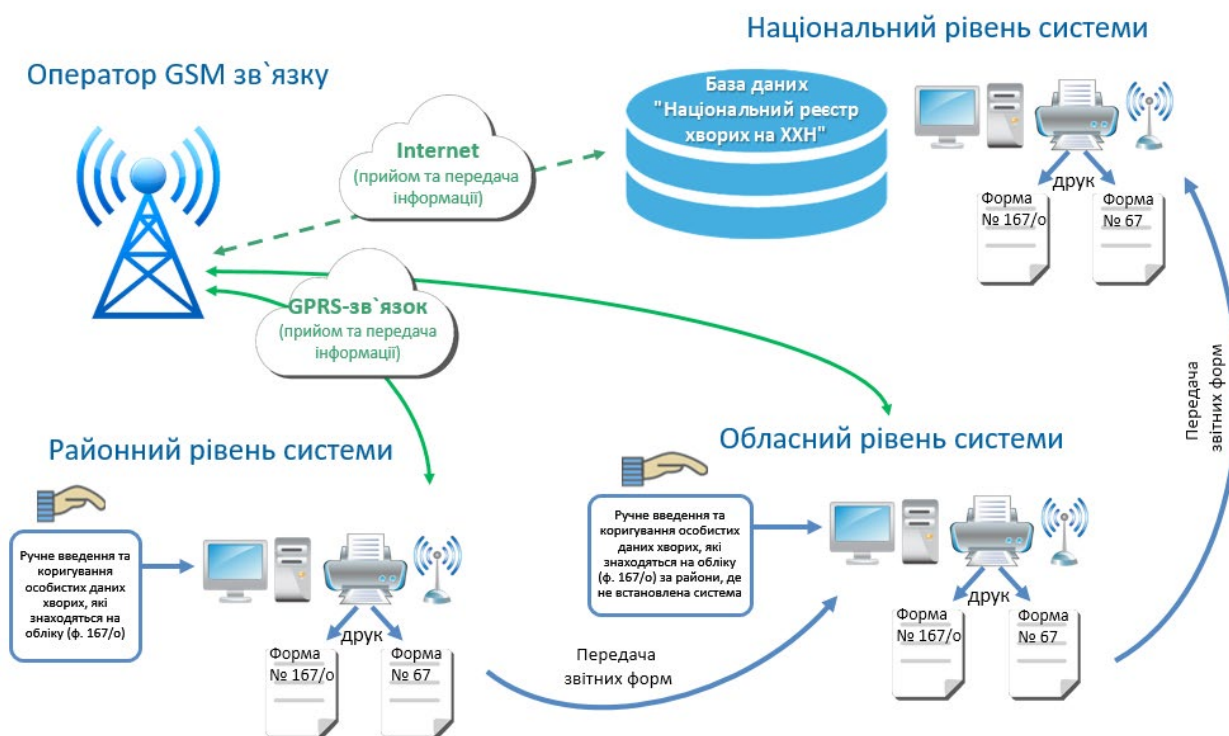 Національний рівень системи
Оператор GSM зв`язку
База даних
"Національний реєстр
хворих на ХХН"
Internet
(прийом та передача
інформації)
друк
Форма
№ 167/о
Форма
№ 67
GPRS-зв`язок
(прийом та передача
інформації)
Передача
звітних форм
Районний рівень системи
Обласний рівень системи
Ручне введення та
коригування
особистих даних
хворих, які
знаходяться на
обліку (ф. 167/о)
друк
Форма
№ 167/о
Форма
№ 67
Передача
звітних форм
Ручне введення та
коригування особистих
даних хворих, які
знаходяться на обліку
(ф. 167/о) за райони, де
не встановлена система
друк
Форма
№ 167/о
Форма
№ 67